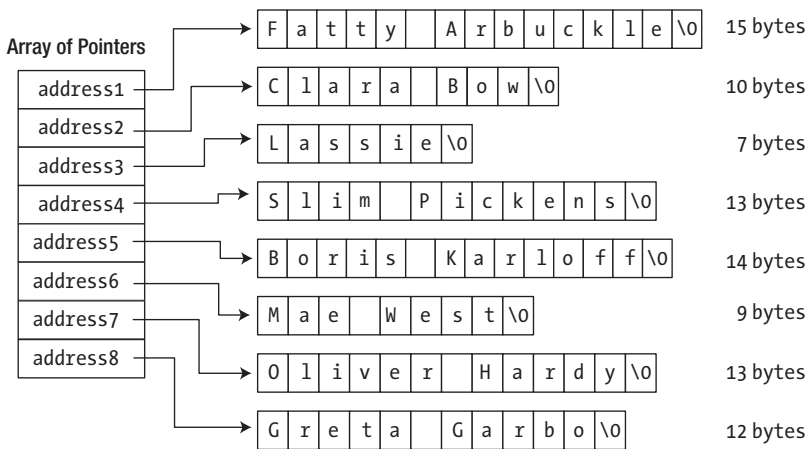 Array of Pointers
address1
address2
address3
address4
address5
address6
address7
address8
F a t t y   A r b u c k l e \0 15 bytes
C l a r a   B o w \0 10 bytes
L a s s i e \0 7 bytes
S l i m   P i c k e n s \0 13 bytes
B o r i s   K a r l o f f \0 14 bytes
M a e   W e s t \0 9 bytes
O l i v e r   H a r d y \0 13 bytes
G r e t a   G a r b o \0 12 bytes